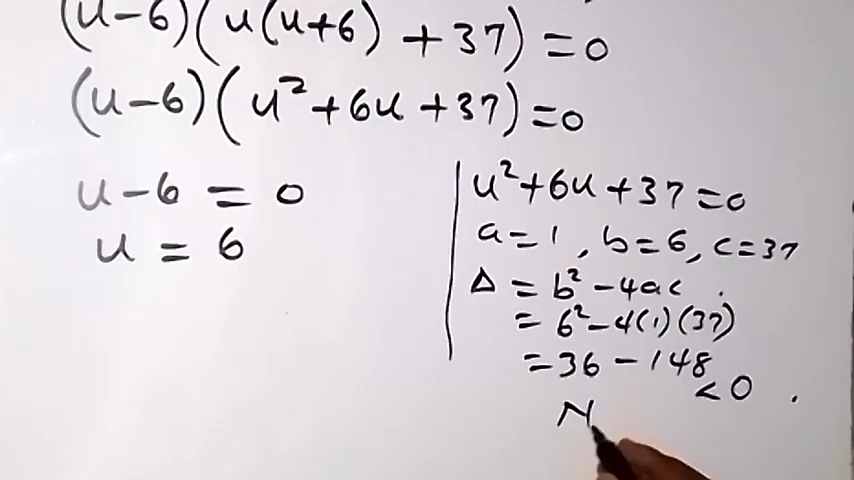 (u-6)(u(u+6) + 37) = 0
(u-6)(u²+6u+37) = 0
u-6 = 0
u = 6
u²+6u+37 = 0
a=1, b=6, c=37
Δ = b²-4ac
= 6²-4(1)(37)
= 36-148
< 0
N